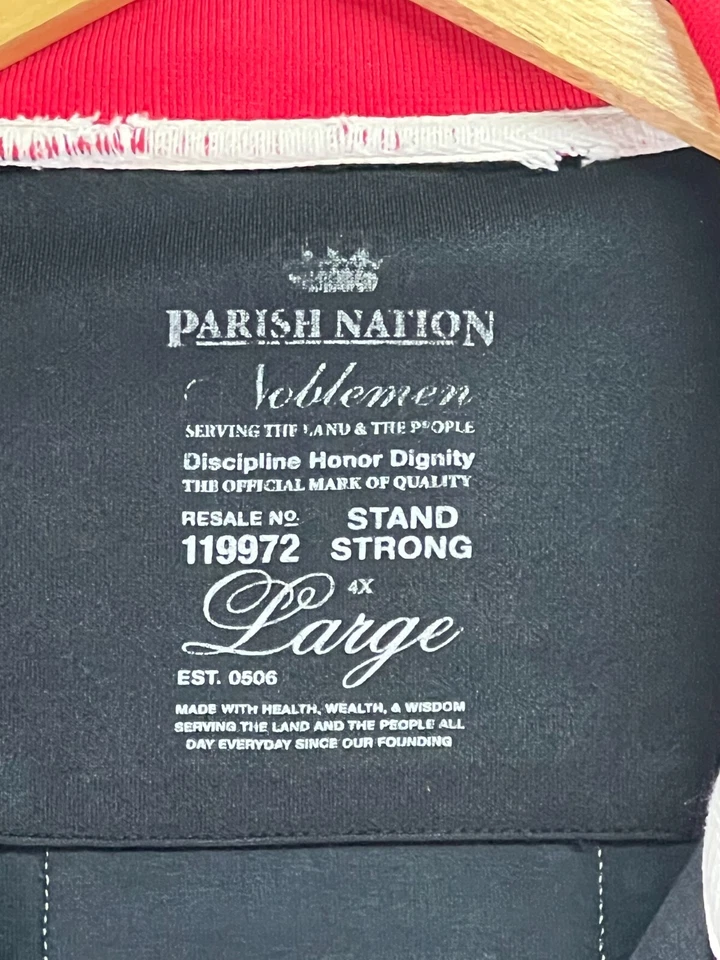 PARISH NATION
Noblemen
SERVING THE LAND & THE PEOPLE
Discipline Honor Dignity
THE OFFICIAL MARK OF QUALITY
RESALE NO. STAND
119972 STRONG
4X
Large
EST. 0506
MADE WITH HEALTH, WEALTH, & WISDOM
SERVING THE LAND AND THE PEOPLE ALL
DAY EVERYDAY SINCE OUR FOUNDING